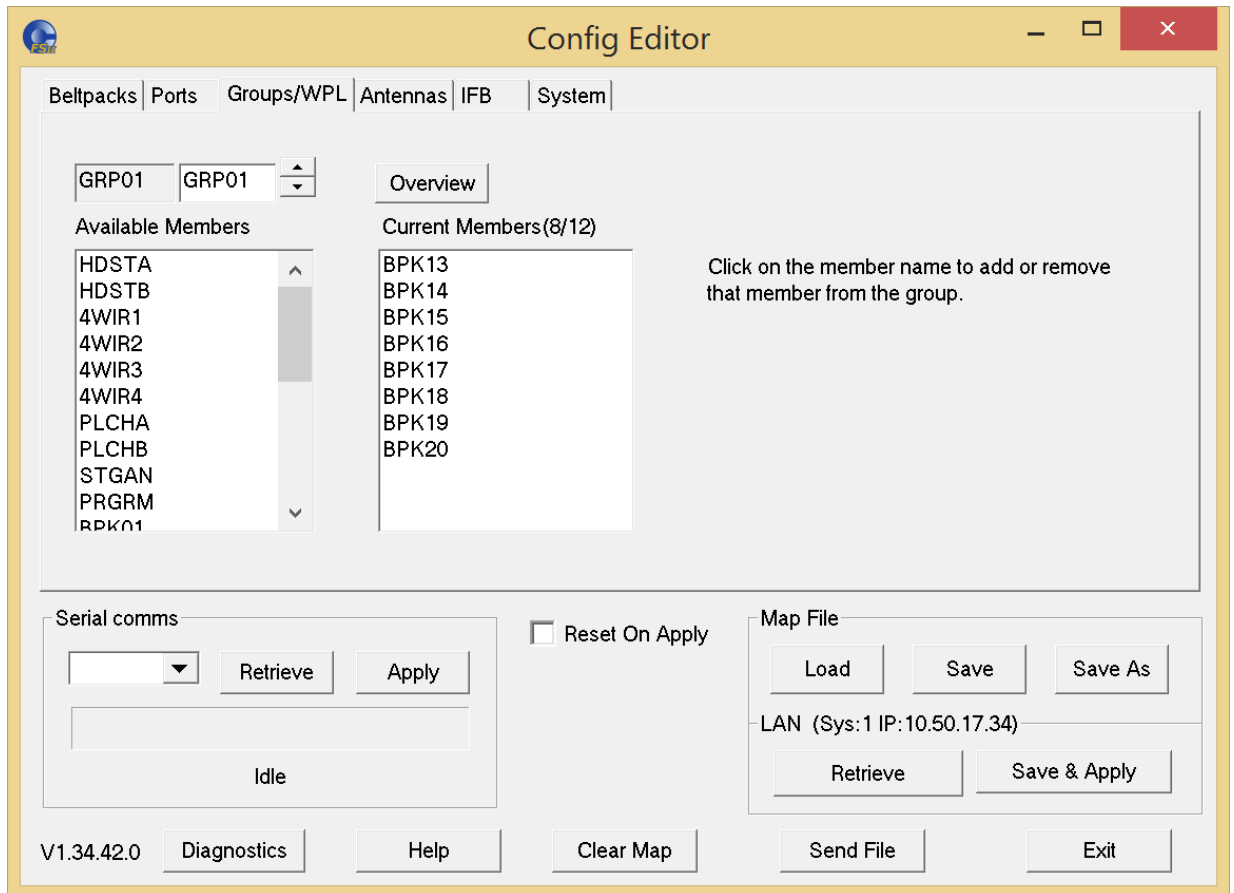 Config Editor
Beltpacks Ports Groups/WPL Antennas IFB System
GRP01 GRP01 Overview
Available Members
HDSTA
HDSTB
4WIR1
4WIR2
4WIR3
4WIR4
PLCHA
PLCHB
STGAN
PRGRM
BPK01
Current Members(8/12)
BPK13
BPK14
BPK15
BPK16
BPK17
BPK18
BPK19
BPK20
Click on the member name to add or remove
that member from the group.
Serial comms
Retrieve Apply
Idle
Reset On Apply
Map File
Load Save Save As
LAN (Sys:1 IP:10.50.17.34)
Retrieve Save & Apply
V1.34.42.0 Diagnostics Help Clear Map Send File Exit